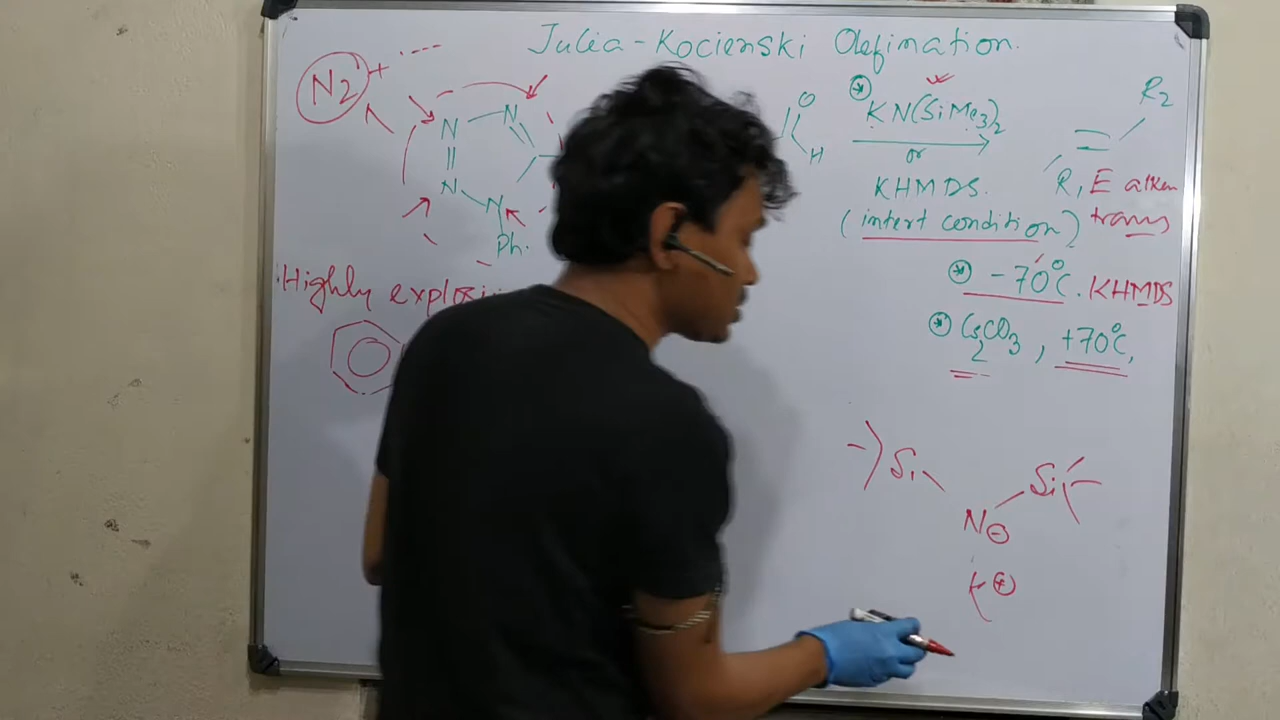 Julia-Kocienski Olefination.
N2+
N N
N N
Ph.
Highly explosi
O
H
KN(SiMe3)2
or
KHMDS.
(intert condition)
R2
R, E alken
trans
-70°C. KHMDS
Cs2CO3, +70°C,
Si Si
N⊖
K⊕